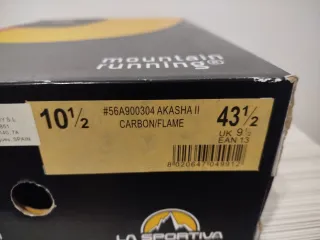 mountain
running®
10½
#56A900304 AKASHA II
CARBON/FLAME
43½
UK 9½
EAN 13
LA SPORTIVA